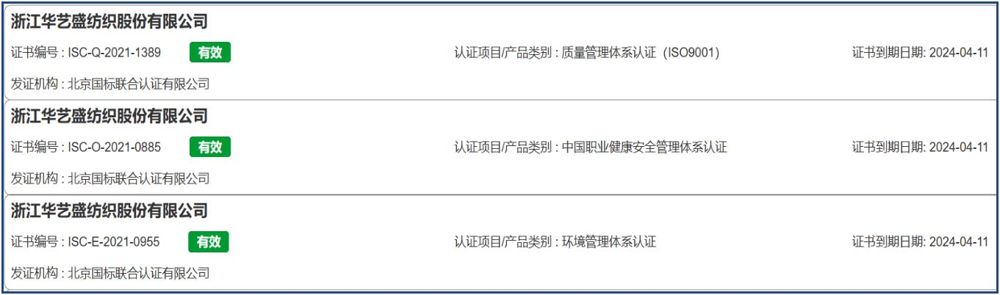 浙江华艺盛纺织股份有限公司
证书编号 : ISC-Q-2021-1389 有效 认证项目/产品类别 : 质量管理体系认证（ISO9001） 证书到期日期: 2024-04-11
发证机构 : 北京国标联合认证有限公司
浙江华艺盛纺织股份有限公司
证书编号 : ISC-O-2021-0885 有效 认证项目/产品类别 : 中国职业健康安全管理体系认证 证书到期日期: 2024-04-11
发证机构 : 北京国标联合认证有限公司
浙江华艺盛纺织股份有限公司
证书编号 : ISC-E-2021-0955 有效 认证项目/产品类别 : 环境管理体系认证 证书到期日期: 2024-04-11
发证机构 : 北京国标联合认证有限公司